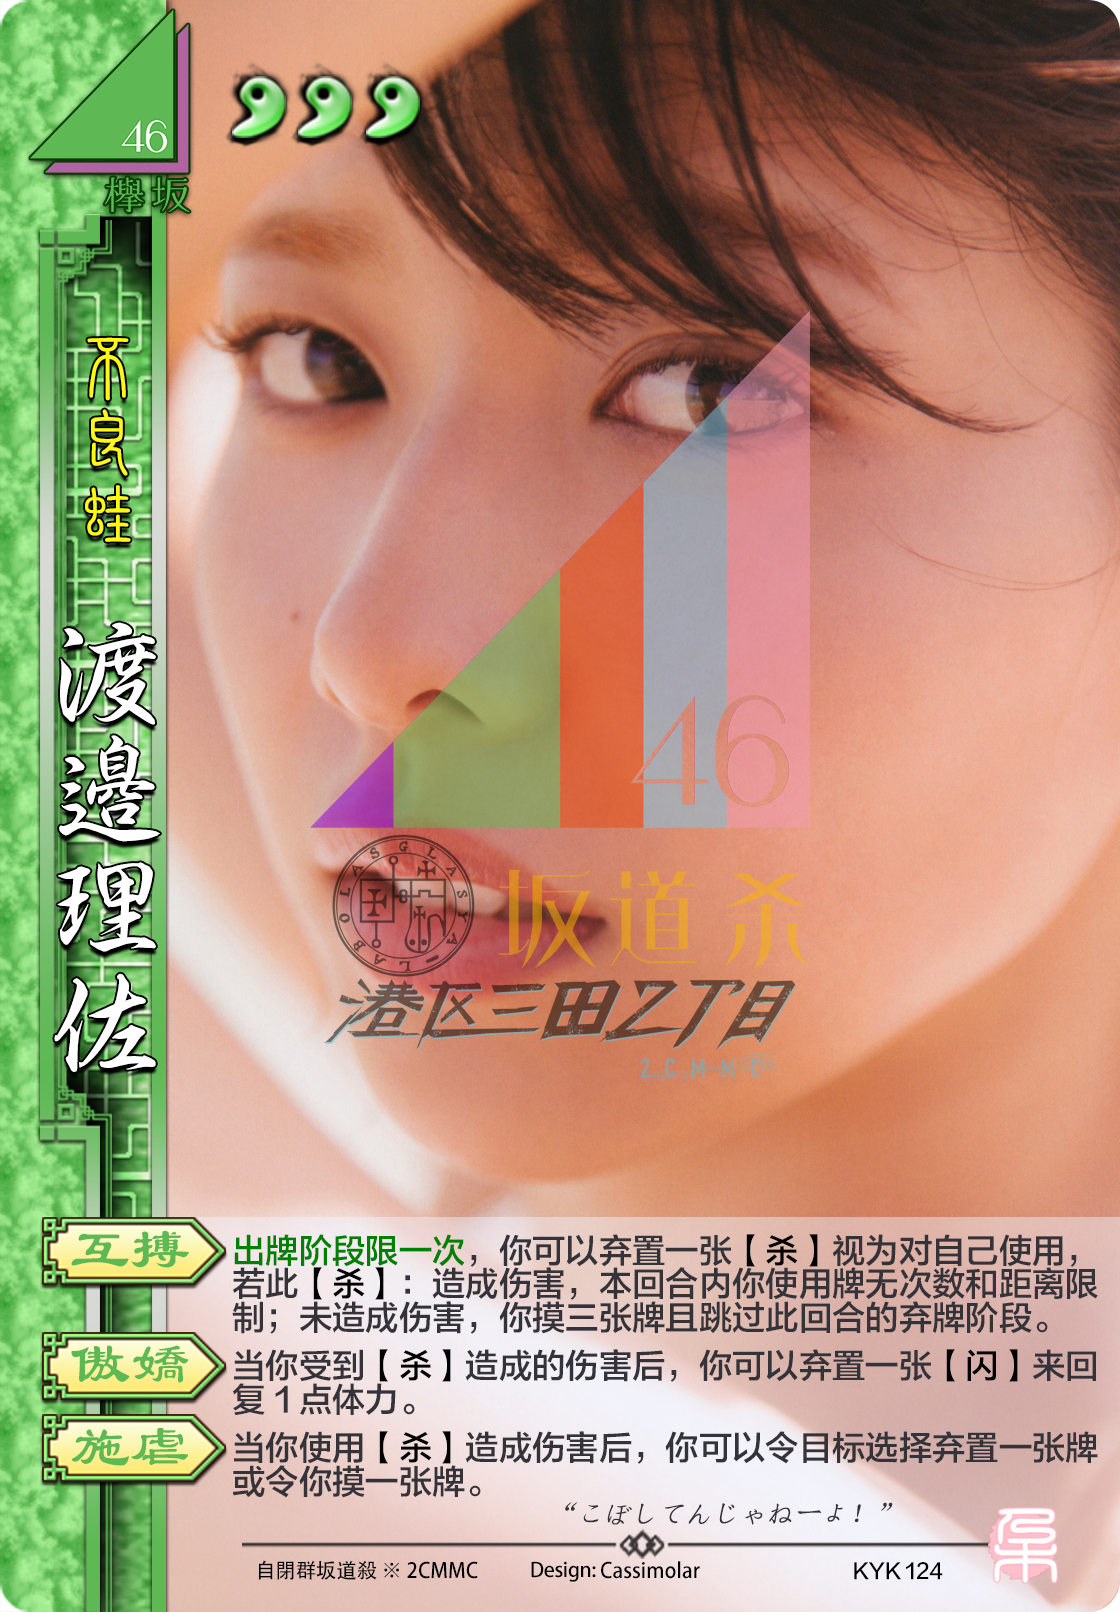 46
欅坂
不良蛙
渡邉理佐
46
GLASYA-LABOLAS
坂道杀
港区三田乙丁目
2CMMC
互搏
出牌阶段限一次，你可以弃置一张【杀】视为对自己使用，
若此【杀】：造成伤害，本回合内你使用牌无次数和距离限
制；未造成伤害，你摸三张牌且跳过此回合的弃牌阶段。
傲嬌
当你受到【杀】造成的伤害后，你可以弃置一张【闪】来回
复1点体力。
施虐
当你使用【杀】造成伤害后，你可以令目标选择弃置一张牌
或令你摸一张牌。
“こぼしてんじゃねーよ！”
自閉群坂道殺 ※ 2CMMC
Design: Cassimolar
KYK 124